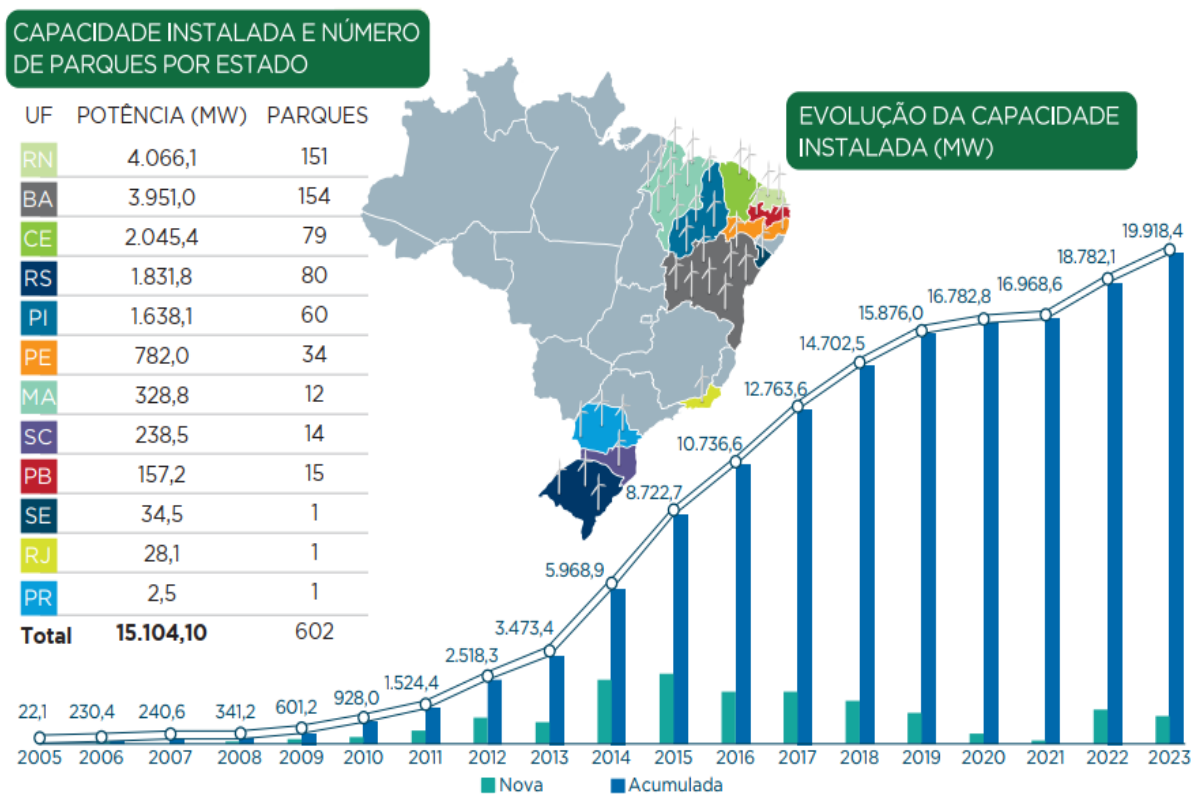 CAPACIDADE INSTALADA E NÚMERO
DE PARQUES POR ESTADO
UF POTÊNCIA (MW) PARQUES
RN 4.066,1 151
BA 3.951,0 154
CE 2.045,4 79
RS 1.831,8 80
PI 1.638,1 60
PE 782,0 34
MA 328,8 12
SC 238,5 14
PB 157,2 15
SE 34,5 1
RJ 28,1 1
PR 2,5 1
Total 15.104,10 602
EVOLUÇÃO DA CAPACIDADE
INSTALADA (MW)
22,1 230,4 240,6 341,2 601,2 928,0 1.524,4 2.518,3 3.473,4 5.968,9 8.722,7 10.736,6 12.763,6 14.702,5 15.876,0 16.782,8 16.968,6 18.782,1 19.918,4
2005 2006 2007 2008 2009 2010 2011 2012 2013 2014 2015 2016 2017 2018 2019 2020 2021 2022 2023
Nova Acumulada